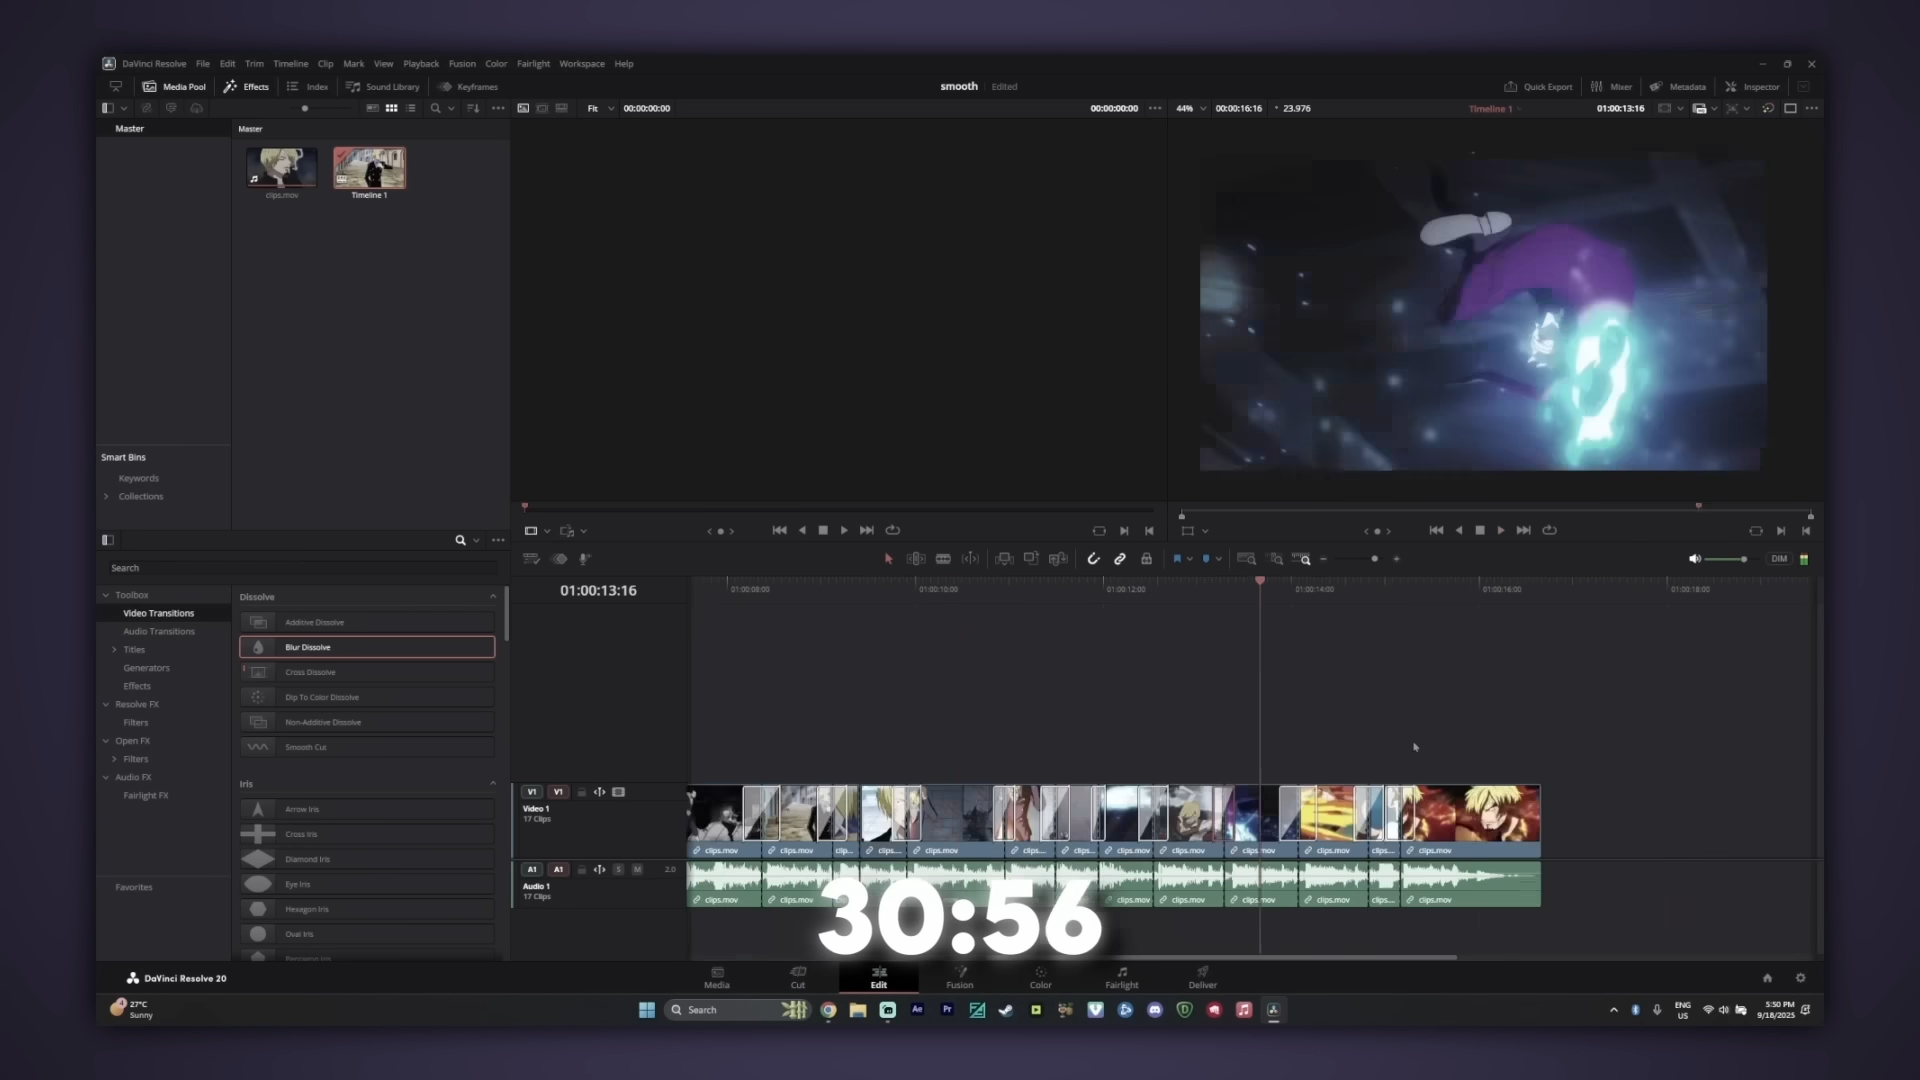 DaVinci Resolve File Edit Trim Timeline Clip Mark View Playback Fusion Color Fairlight Workspace Help
Media Pool Effects Index Sound Library Keyframes smooth Edited Quick Export Mixer Metadata Inspector
Fit 00:00:00:00 00:00:00:00 44% 00:00:16:16 23.976 Timeline 1 01:00:13:16
Master
Master
clips.mov Timeline 1
Smart Bins
Keywords
Collections
Search
Toolbox
Video Transitions
Audio Transitions
Titles
Generators
Effects
Resolve FX
Filters
Open FX
Filters
Audio FX
Fairlight FX
Favorites
Dissolve
Additive Dissolve
Blur Dissolve
Cross Dissolve
Dip To Color Dissolve
Non-Additive Dissolve
Smooth Cut
Iris
Arrow Iris
Cross Iris
Diamond Iris
Eye Iris
Hexagon Iris
Oval Iris
DIM
01:00:13:16
01:00:08:00 01:00:10:00 01:00:12:00 01:00:14:00 01:00:16:00 01:00:18:00
V1 V1
Video 1
17 Clips
clips.mov clips.mov clip... clips.... clips.mov clips.... clips... clips.mov clips.mov clips.mov clips.mov clips... clips.mov
A1 A1 S M 2.0
Audio 1
17 Clips
clips.mov clips.mov clips.mov clips.mov clips.mov clips.mov clips... clips.mov
30:56
DaVinci Resolve 20
Media Cut Edit Fusion Color Fairlight Deliver
4
27°C
Sunny
Search
Ae Pr
ENG
US
5:50 PM
9/18/2025